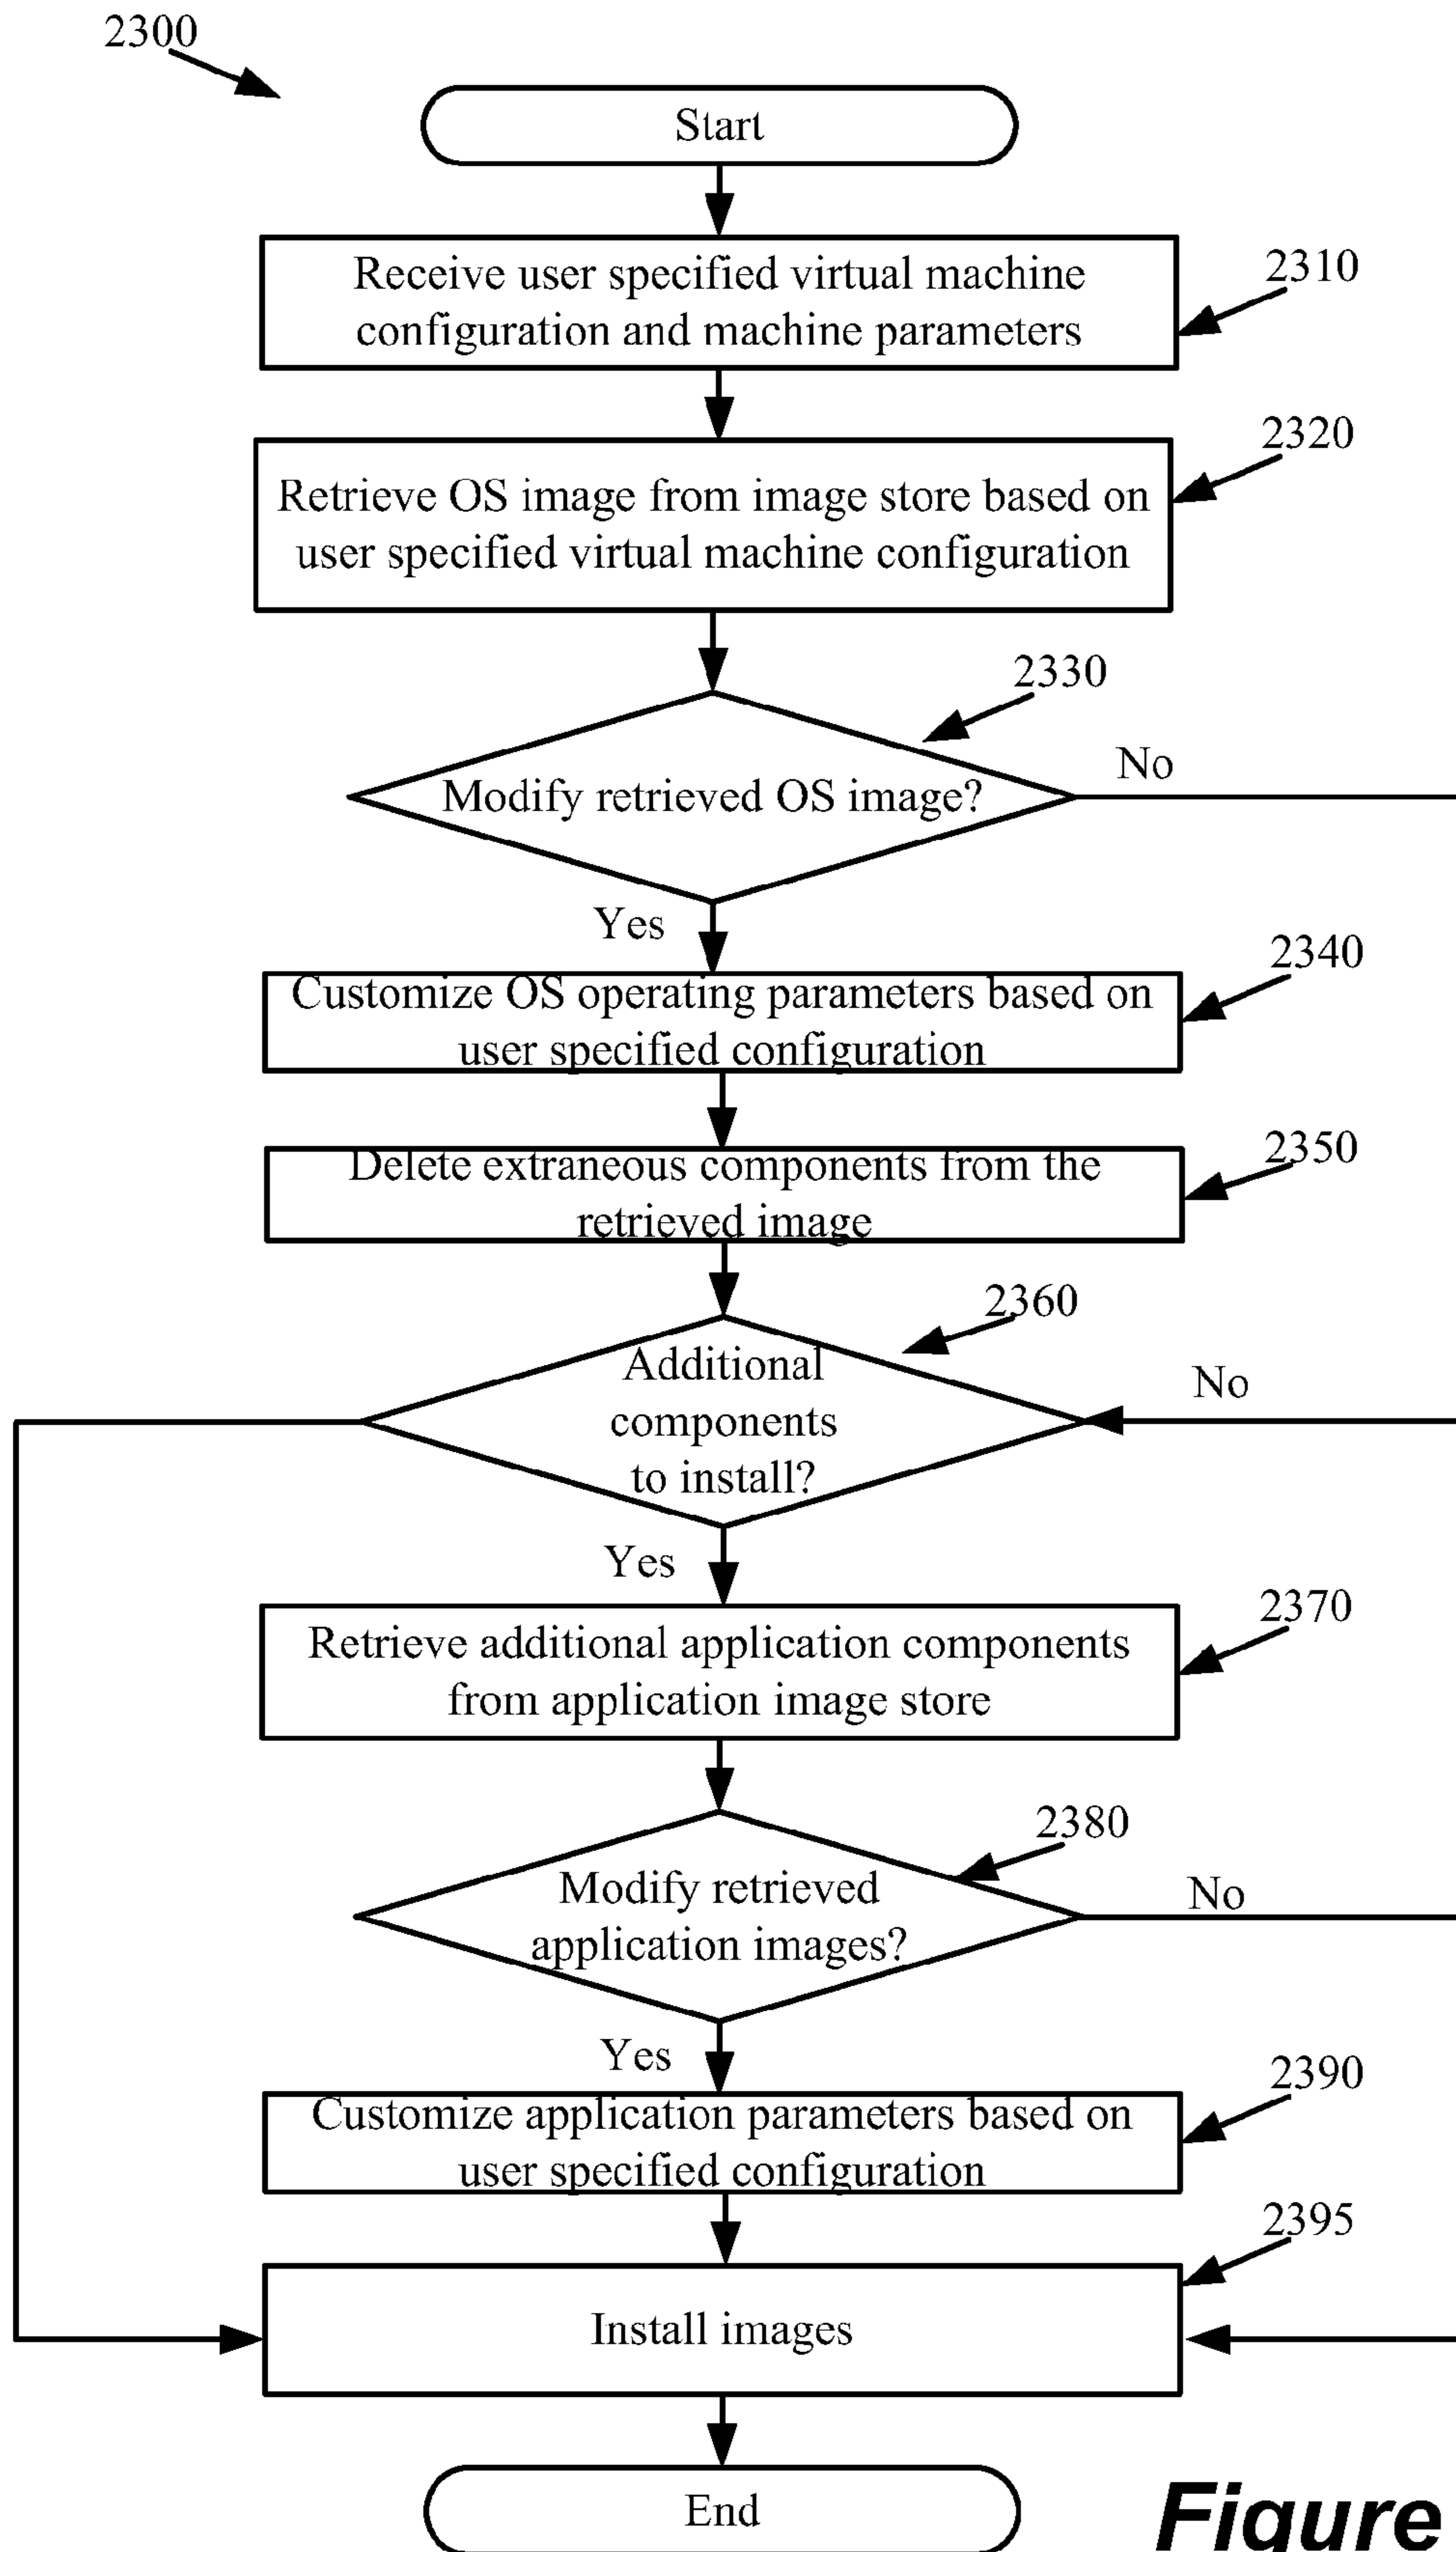 2300
Start
Receive user specified virtual machine
configuration and machine parameters
2310
Retrieve OS image from image store based on
user specified virtual machine configuration
2320
2330
Modify retrieved OS image?
No
Yes
Customize OS operating parameters based on
user specified configuration
2340
Delete extraneous components from the
retrieved image
2350
2360
Additional
components
to install?
No
Yes
Retrieve additional application components
from application image store
2370
2380
Modify retrieved
application images?
No
Yes
Customize application parameters based on
user specified configuration
2390
2395
Install images
End
Figure